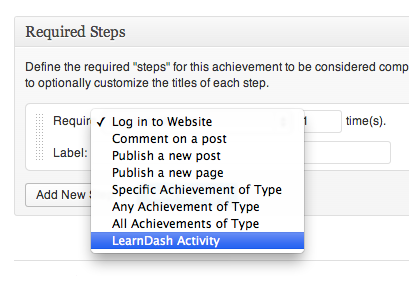 Required Steps
Define the required "steps" for this achievement to be considered comp
to optionally customize the titles of each step.
Requir
✓ Log in to Website
1 time(s).
Comment on a post
Label:
Publish a new post
Publish a new page
Specific Achievement of Type
Add New S
Any Achievement of Type
All Achievements of Type
LearnDash Activity